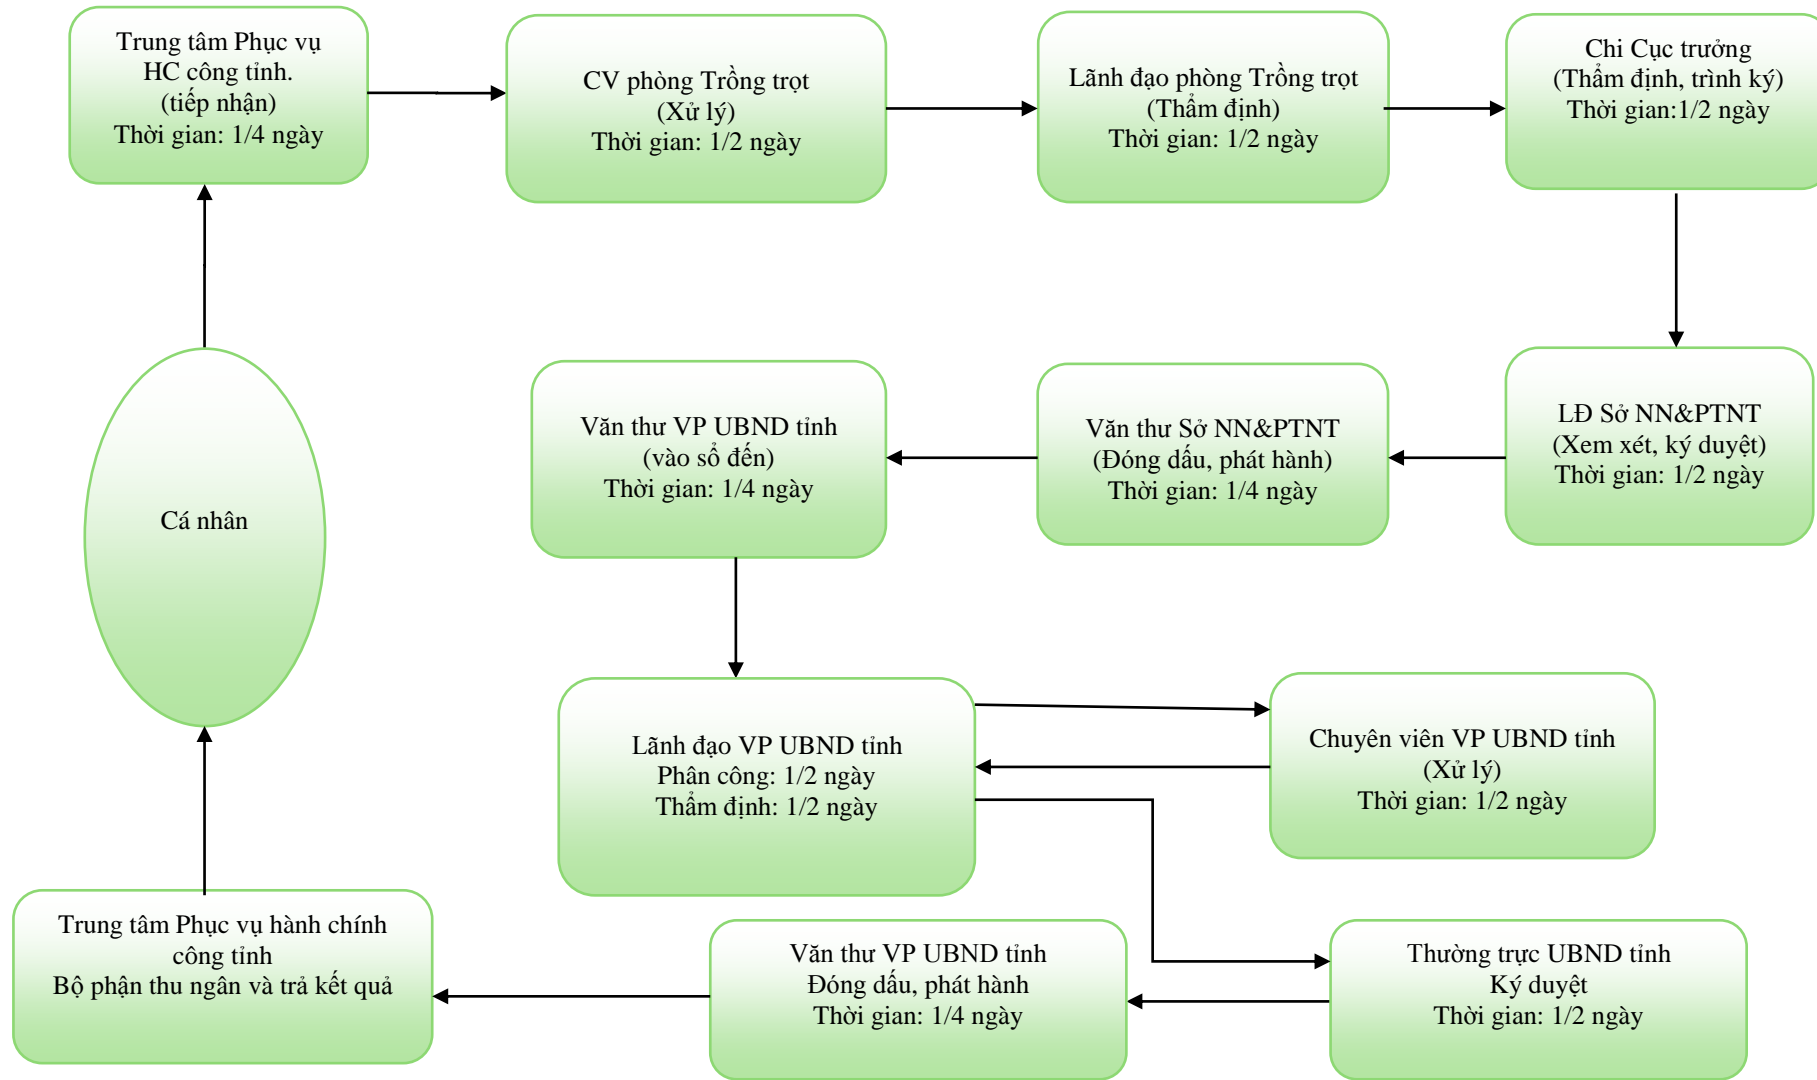 Trung tâm Phục vụ
HC công tỉnh.
(tiếp nhận)
Thời gian: 1/4 ngày
CV phòng Trồng trọt
(Xử lý)
Thời gian: 1/2 ngày
Lãnh đạo phòng Trồng trọt
(Thẩm định)
Thời gian: 1/2 ngày
Chi Cục trưởng
(Thẩm định, trình ký)
Thời gian:1/2 ngày
LĐ Sở NN&PTNT
(Xem xét, ký duyệt)
Thời gian: 1/2 ngày
Văn thư Sở NN&PTNT
(Đóng dấu, phát hành)
Thời gian: 1/4 ngày
Văn thư VP UBND tỉnh
(vào sổ đến)
Thời gian: 1/4 ngày
Cá nhân
Lãnh đạo VP UBND tỉnh
Phân công: 1/2 ngày
Thẩm định: 1/2 ngày
Chuyên viên VP UBND tỉnh
(Xử lý)
Thời gian: 1/2 ngày
Thường trực UBND tỉnh
Ký duyệt
Thời gian: 1/2 ngày
Văn thư VP UBND tỉnh
Đóng dấu, phát hành
Thời gian: 1/4 ngày
Trung tâm Phục vụ hành chính
công tỉnh
Bộ phận thu ngân và trả kết quả